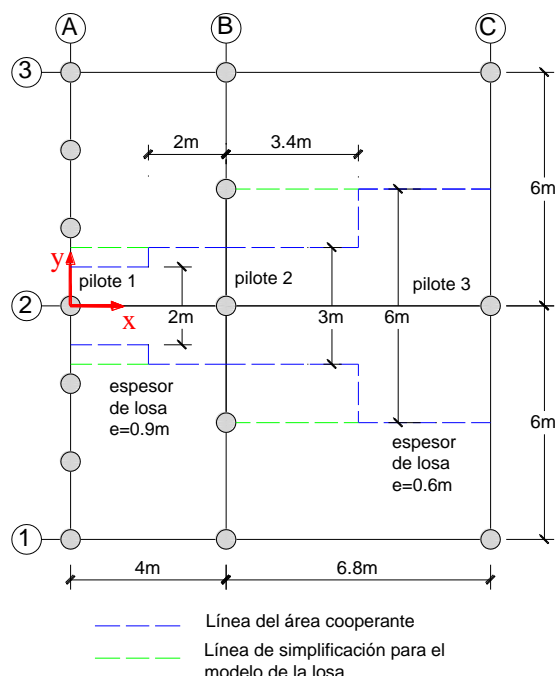 A B C
3
2m 3.4m
6m
y
pilote 1 pilote 2 pilote 3
2
x
2m 3m 6m
espesor
de losa
e=0.9m
espesor
de losa
e=0.6m
6m
1
4m 6.8m
Línea del área cooperante
Línea de simplificación para el
modelo de la losa